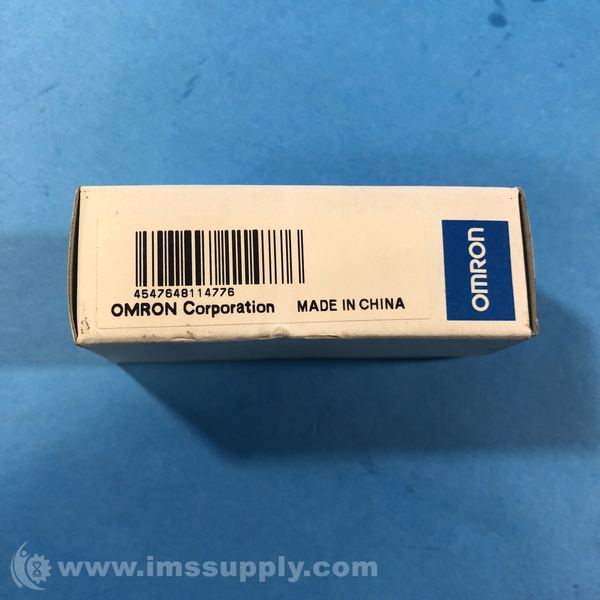 4547648114776
OMRON Corporation MADE IN CHINA
OMRON
www.imssupply.com